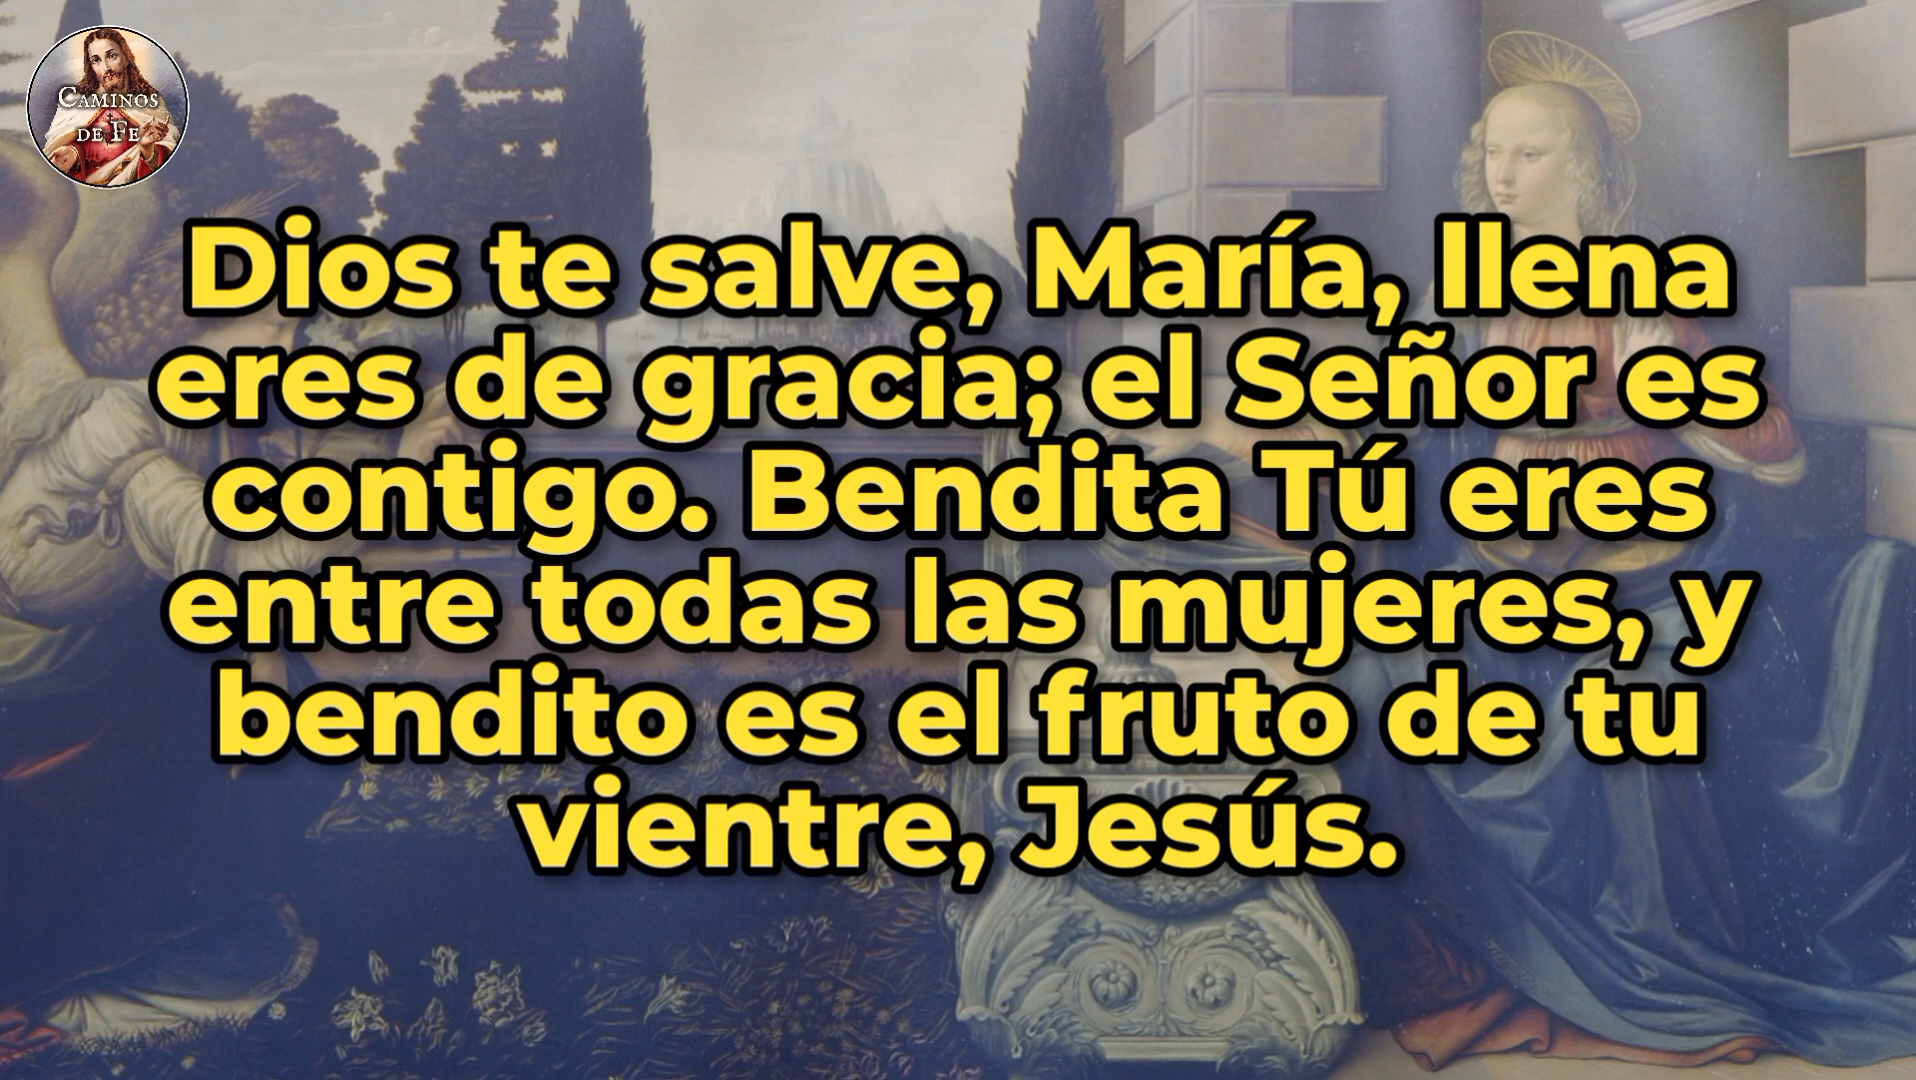 CAMINOS
DE FE
Dios te salve, María, llena
eres de gracia; el Señor es
contigo. Bendita Tú eres
entre todas las mujeres, y
bendito es el fruto de tu
vientre, Jesús.